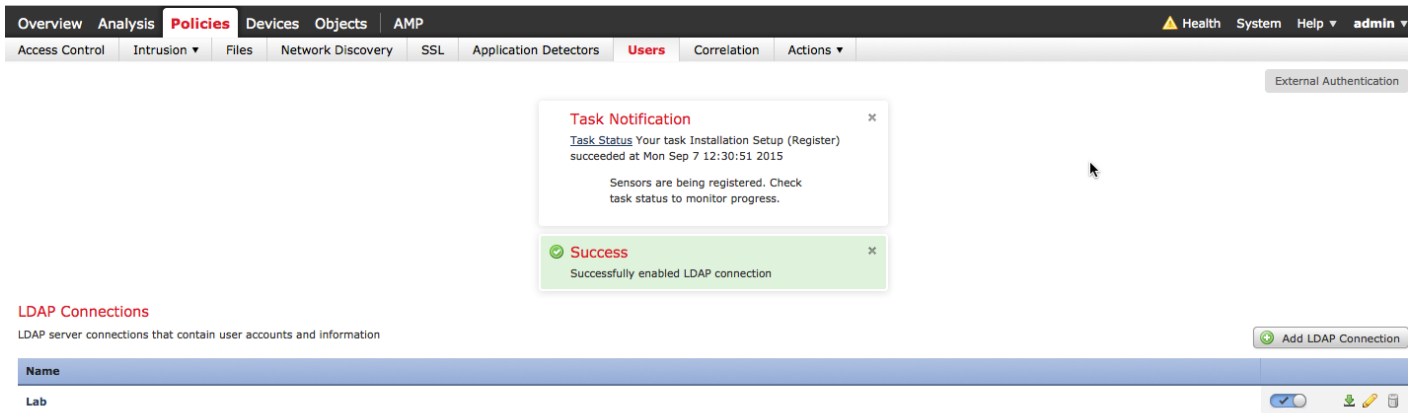 Overview Analysis Policies Devices Objects AMP Health System Help ▾ admin ▾
Access Control Intrusion ▾ Files Network Discovery SSL Application Detectors Users Correlation Actions ▾
External Authentication
Task Notification
Task Status Your task Installation Setup (Register)
succeeded at Mon Sep 7 12:30:51 2015
Sensors are being registered. Check
task status to monitor progress.
Success
Successfully enabled LDAP connection
LDAP Connections
LDAP server connections that contain user accounts and information
Add LDAP Connection
Name
Lab